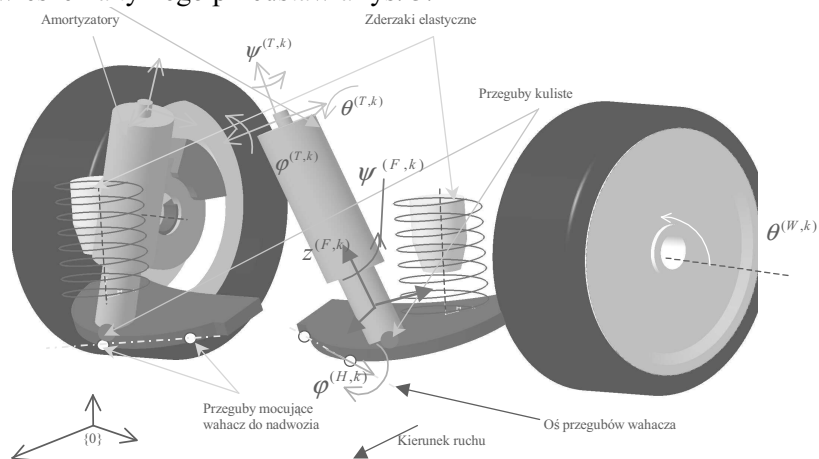 Amortyzatory
Zderzaki elastyczne
ψ^(T,k)
Przeguby kuliste
θ^(T,k)
φ^(T,k)
ψ^(F,k)
z^(F,k)
θ^(W,k)
φ^(H,k)
Przeguby mocujące
wahacz do nadwozia
Oś przegubów wahacza
{0}
Kierunek ruchu